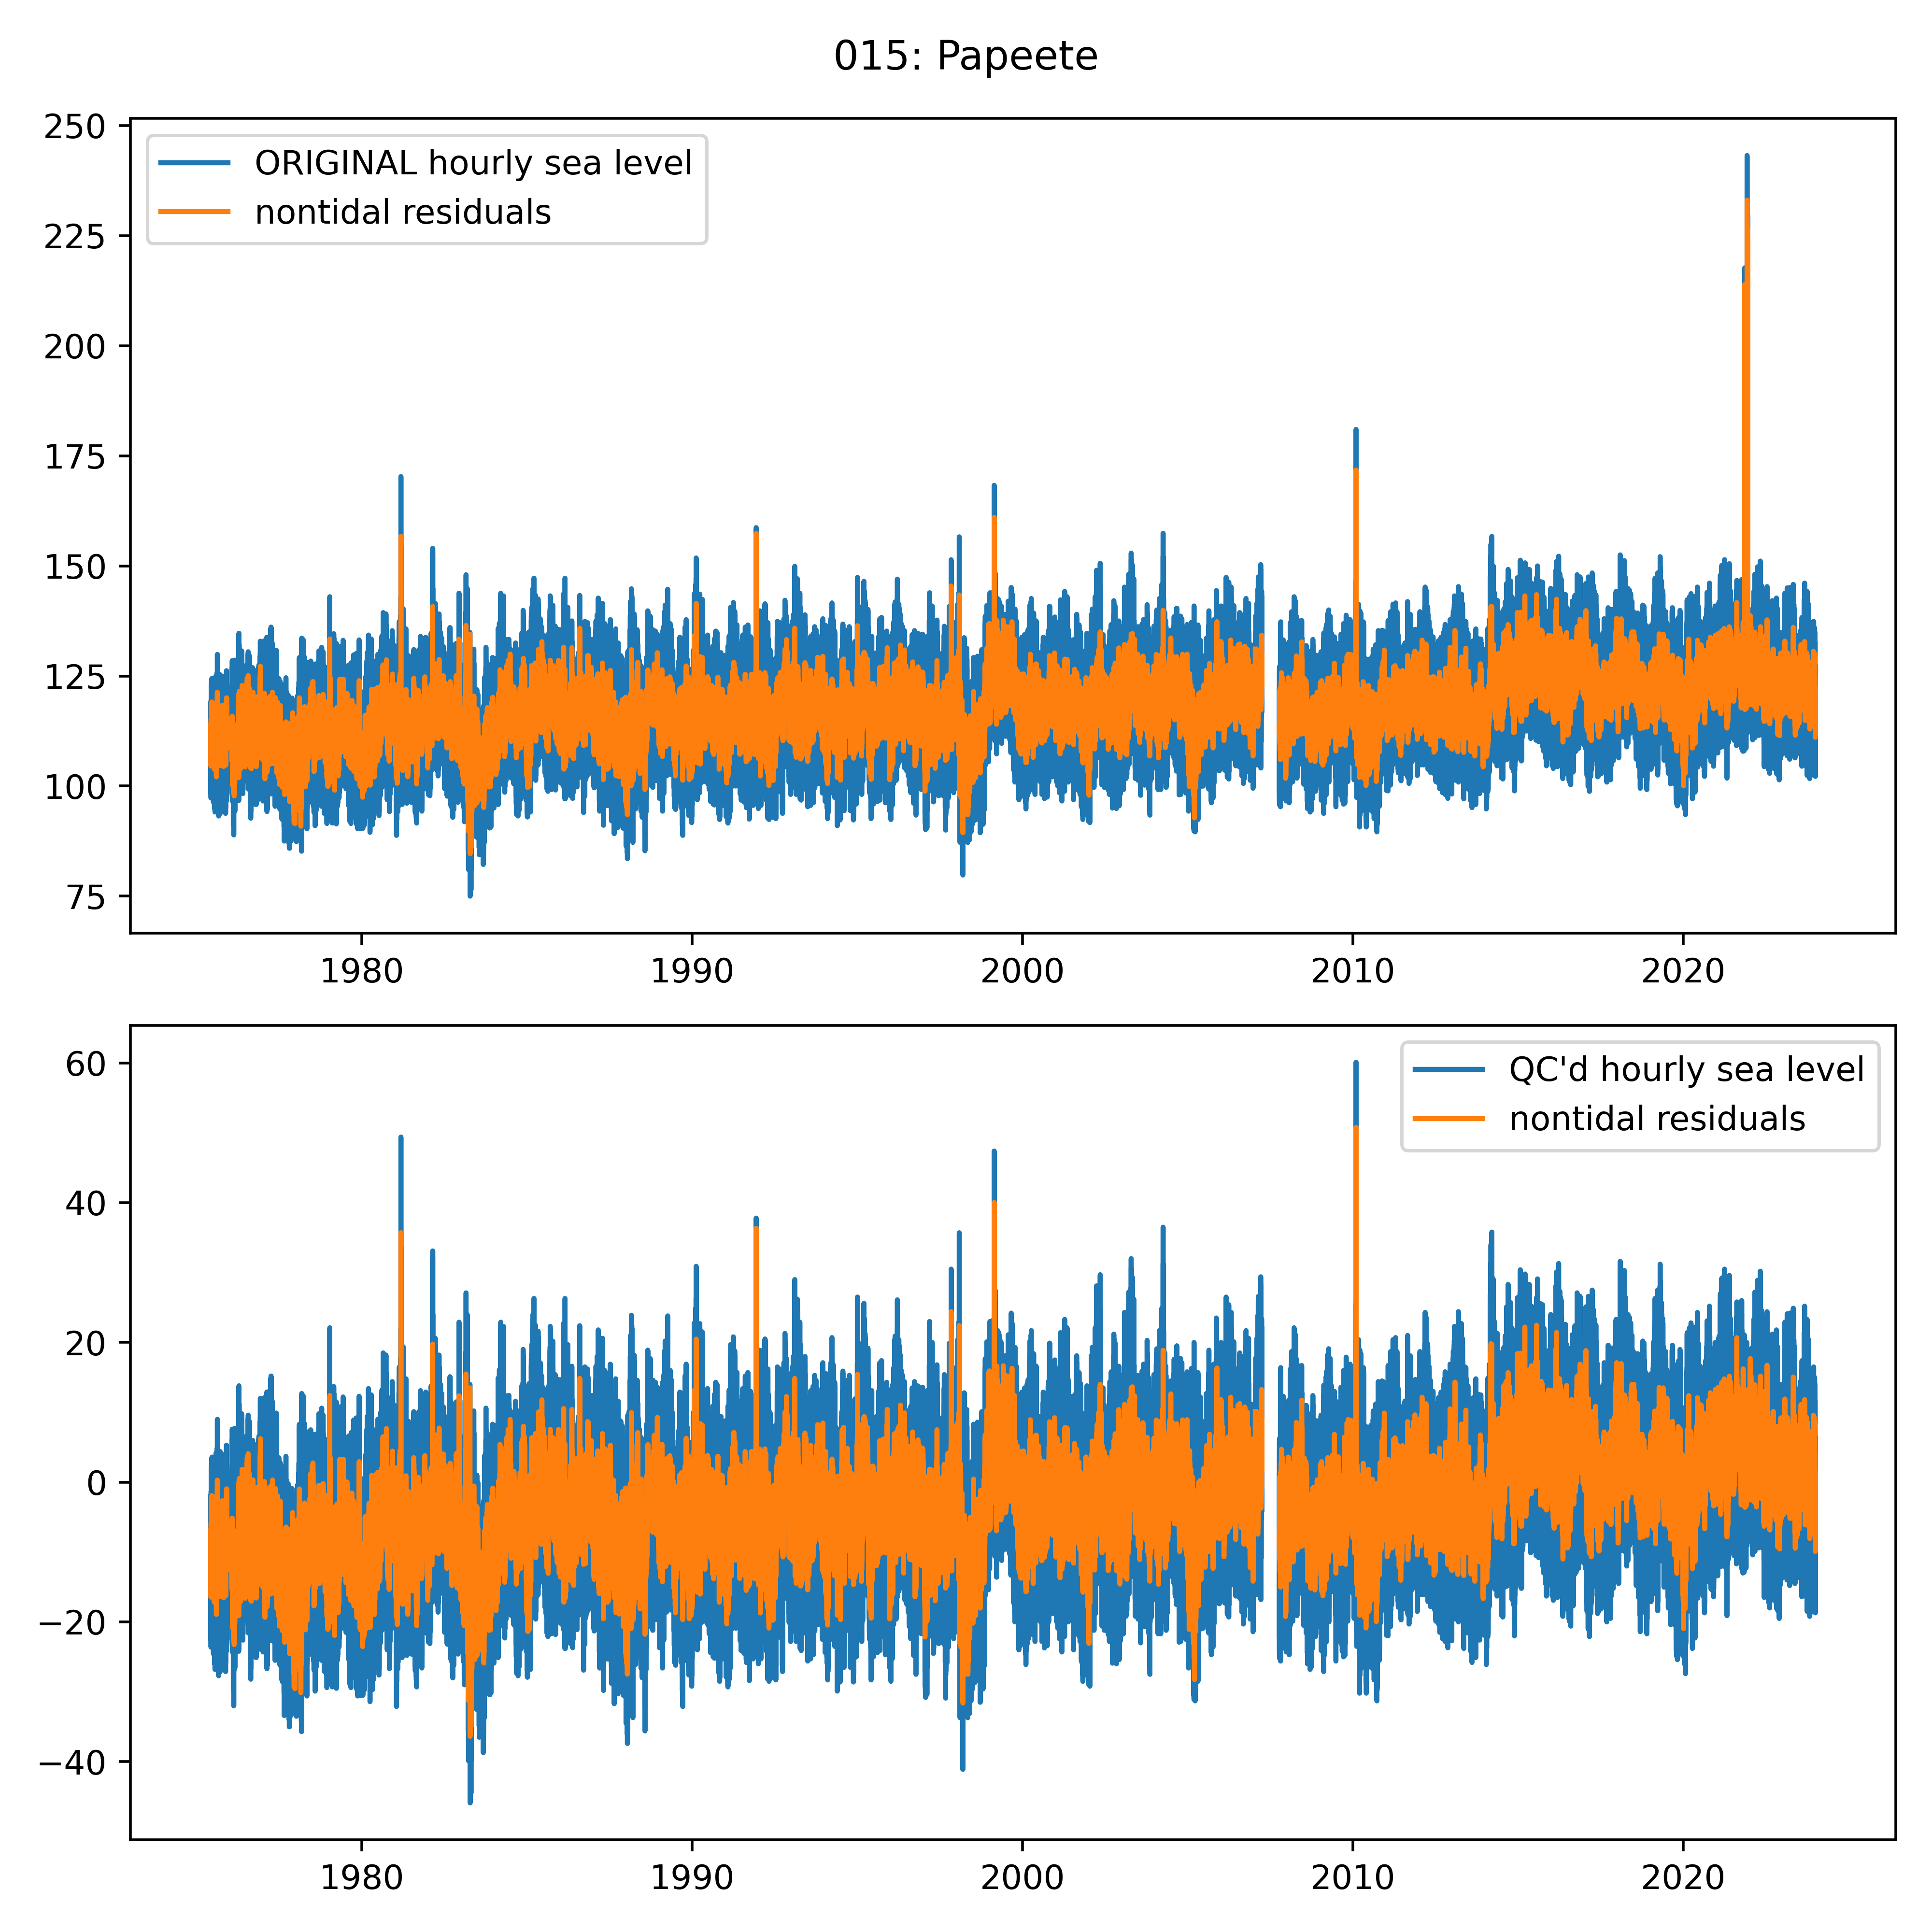 015: Papeete
250
225
200
175
150
125
100
75
ORIGINAL hourly sea level
nontidal residuals
1980 1990 2000 2010 2020
60
40
20
0
−20
−40
QC'd hourly sea level
nontidal residuals
1980 1990 2000 2010 2020